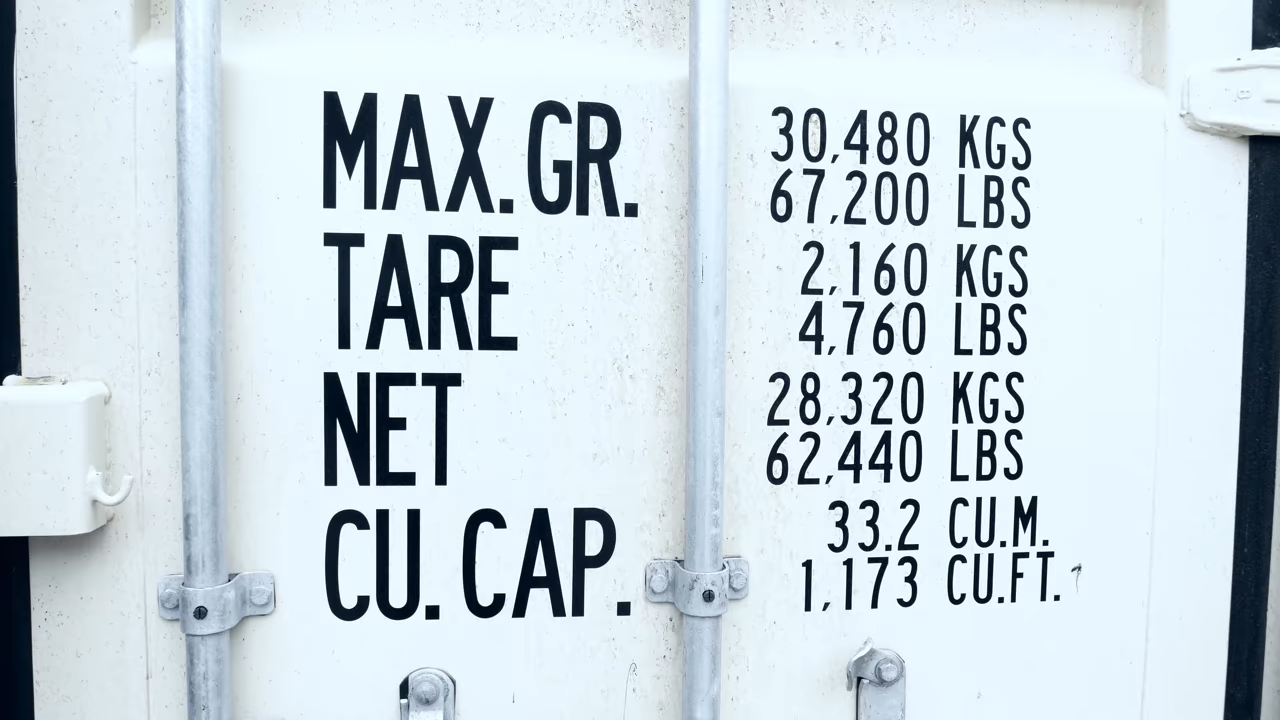 MAX.GR. 30,480 KGS
67,200 LBS
TARE 2,160 KGS
4,760 LBS
NET 28,320 KGS
62,440 LBS
CU.CAP. 33.2 CU.M.
1,173 CU.FT.